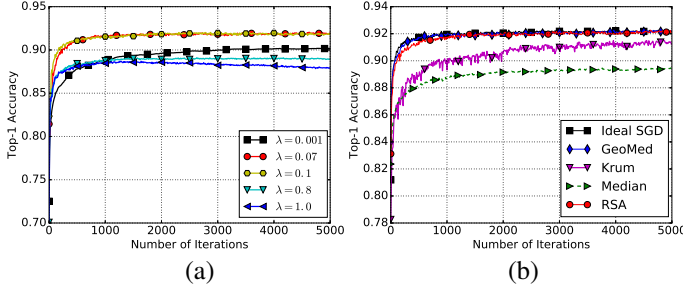 0.95
0.90
0.85
0.80
0.75
0.70
Top-1 Accuracy
0 1000 2000 3000 4000 5000
Number of Iterations
λ = 0.001
λ = 0.07
λ = 0.1
λ = 0.8
λ = 1.0
(a)
0.94
0.92
0.90
0.88
0.86
0.84
0.82
0.80
0.78
Top-1 Accuracy
0 1000 2000 3000 4000 5000
Number of Iterations
Ideal SGD
GeoMed
Krum
Median
RSA
(b)